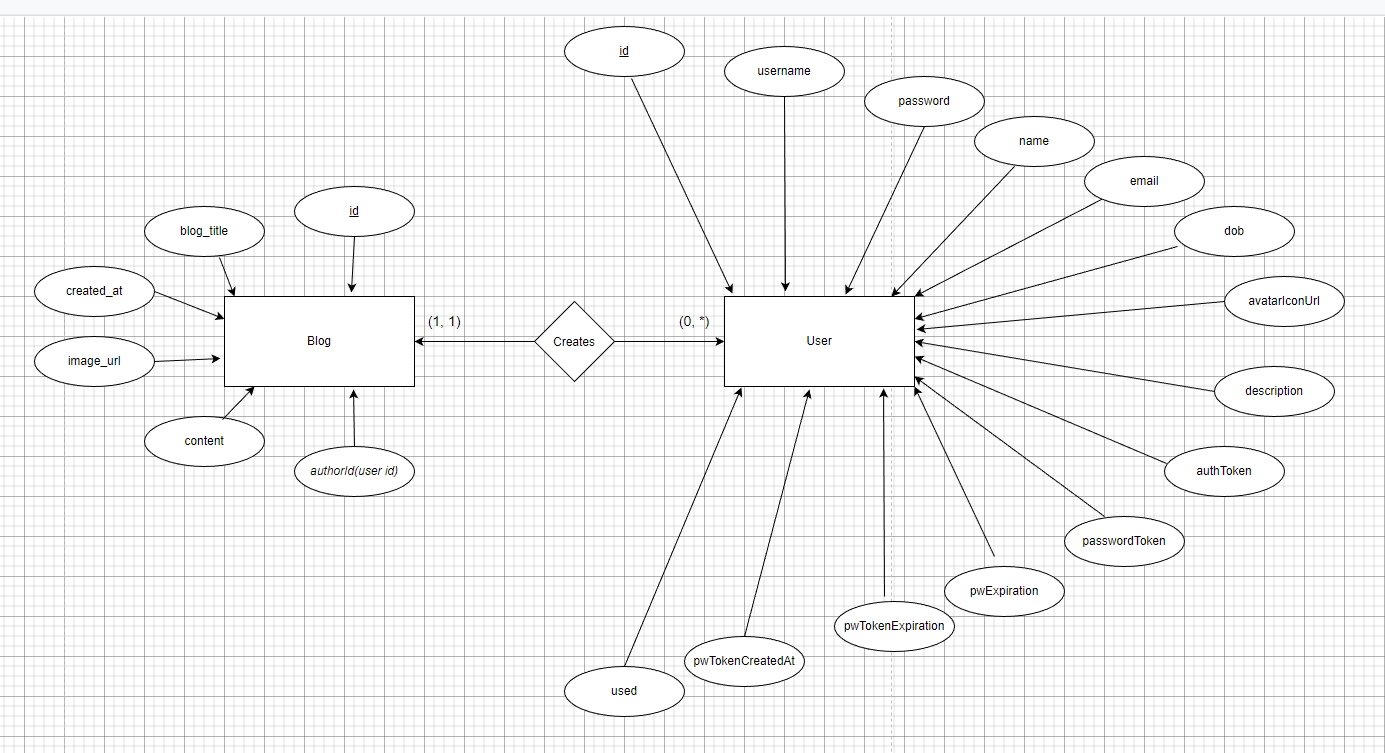 id
username
password
name
email
dob
id
blog_title
created_at
avatarIconUrl
(1, 1)
(0, *)
Blog
Creates
User
image_url
description
content
authorId(user id)
authToken
passwordToken
pwExpiration
pwTokenExpiration
pwTokenCreatedAt
used